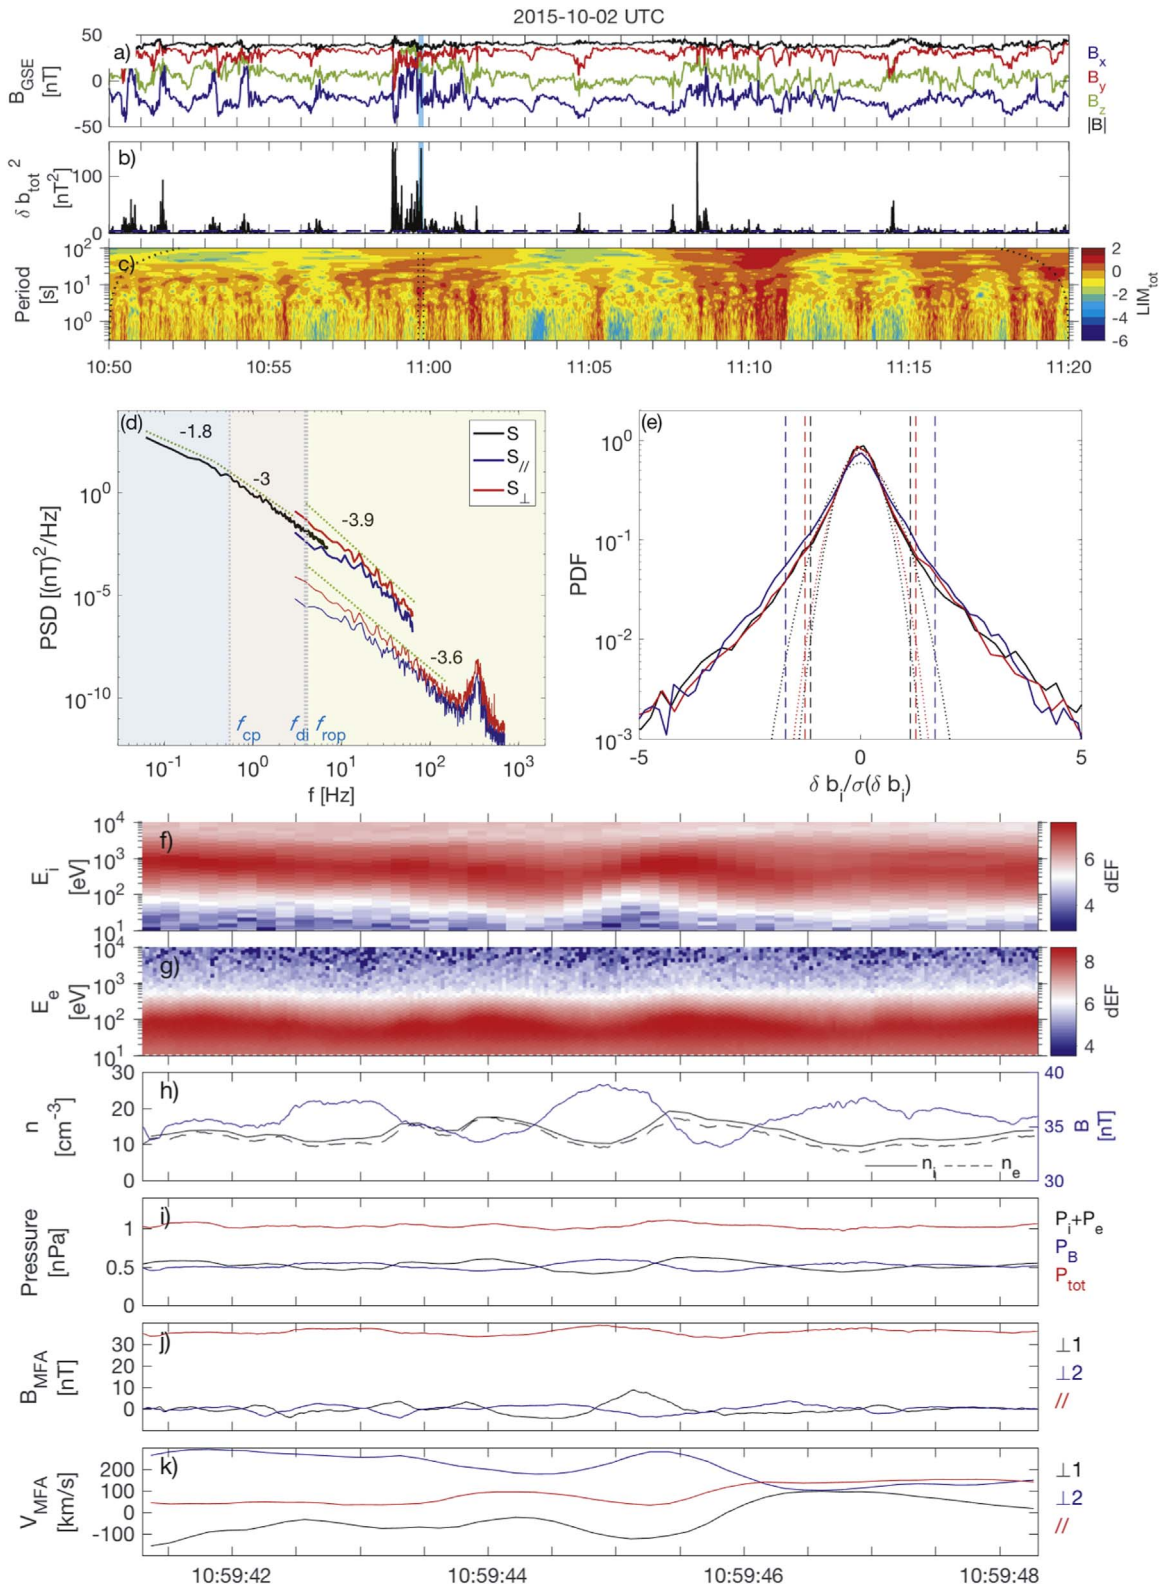 2015-10-02 UTC
a)
B_GSE [nT]
50
0
-50
B_x
B_y
B_z
|B|
b)
δ b_tot^2 [nT^2]
100
0
c)
Period [s]
10^2
10^1
10^0
2
0
-2
-4
-6
LIM_tot
10:50 10:55 11:00 11:05 11:10 11:15 11:20
(d)
PSD [(nT)^2/Hz]
10^0
10^-5
10^-10
-1.8
-3
-3.9
-3.6
S
S_//
S_⊥
f_cp f_di f_rop
10^-1 10^0 10^1 10^2 10^3
f [Hz]
(e)
PDF
10^0
10^-1
10^-2
10^-3
-5 0 5
δ b_i/σ(δ b_i)
f)
E_i [eV]
10^4
10^3
10^2
10^1
6
4
dEF
g)
E_e [eV]
10^4
10^3
10^2
10^1
8
6
4
dEF
h)
n [cm^-3]
30
20
10
0
40
35
30
B [nT]
n_i n_e
i)
Pressure [nPa]
1
0.5
0
P_i+P_e
P_B
P_tot
j)
B_MFA [nT]
30
20
10
0
⊥1
⊥2
//
k)
V_MFA [km/s]
200
100
0
-100
⊥1
⊥2
//
10:59:42 10:59:44 10:59:46 10:59:48